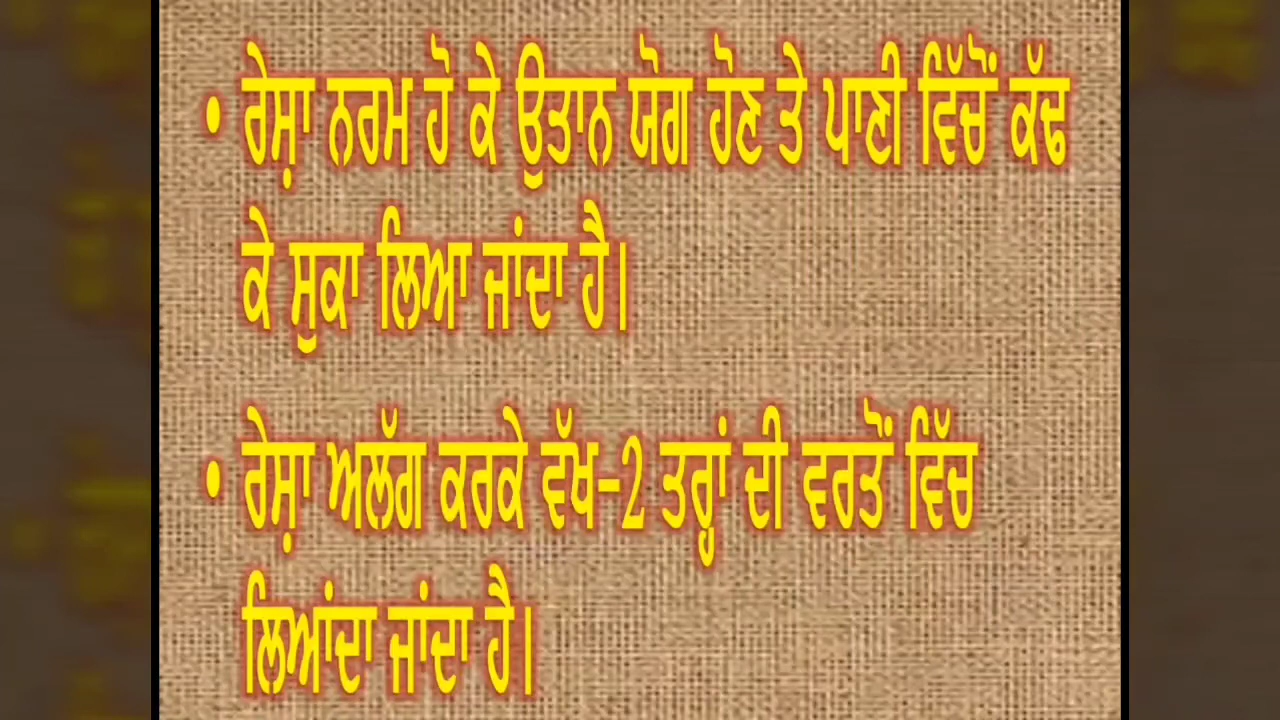 • ਰੇਸ਼ਾ ਨਰਮ ਹੋ ਕੇ ਉਤਾਨ ਯੋਗ ਹੋਣ ਤੇ ਪਾਣੀ ਵਿੱਚੋਂ ਕੱਢ
ਕੇ ਸੁਕਾ ਲਿਆ ਜਾਂਦਾ ਹੈ।
• ਰੇਸ਼ਾ ਅਲੱਗ ਕਰਕੇ ਵੱਖ-2 ਤਰ੍ਹਾਂ ਦੀ ਵਰਤੋਂ ਵਿੱਚ
ਲਿਆਂਦਾ ਜਾਂਦਾ ਹੈ।